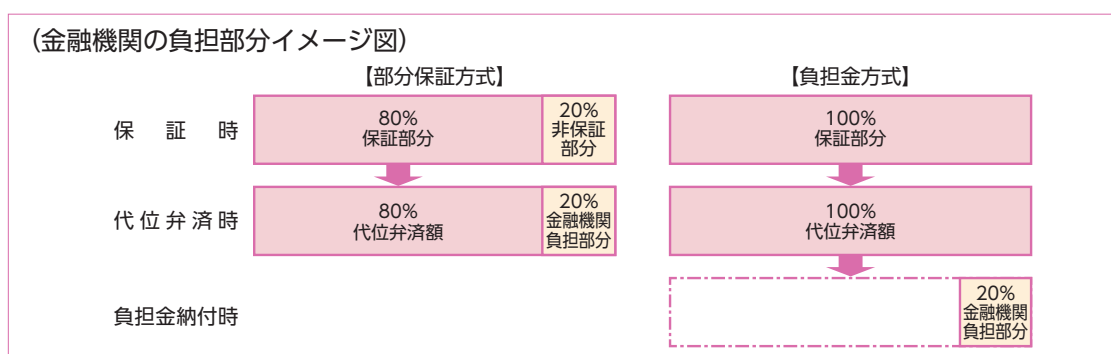 （金融機関の負担部分イメージ図）
【部分保証方式】
【負担金方式】
保証時
80%
保証部分
20%
非保証
部分
100%
保証部分
代位弁済時
80%
代位弁済額
20%
金融機関
負担部分
100%
代位弁済額
負担金納付時
20%
金融機関
負担部分